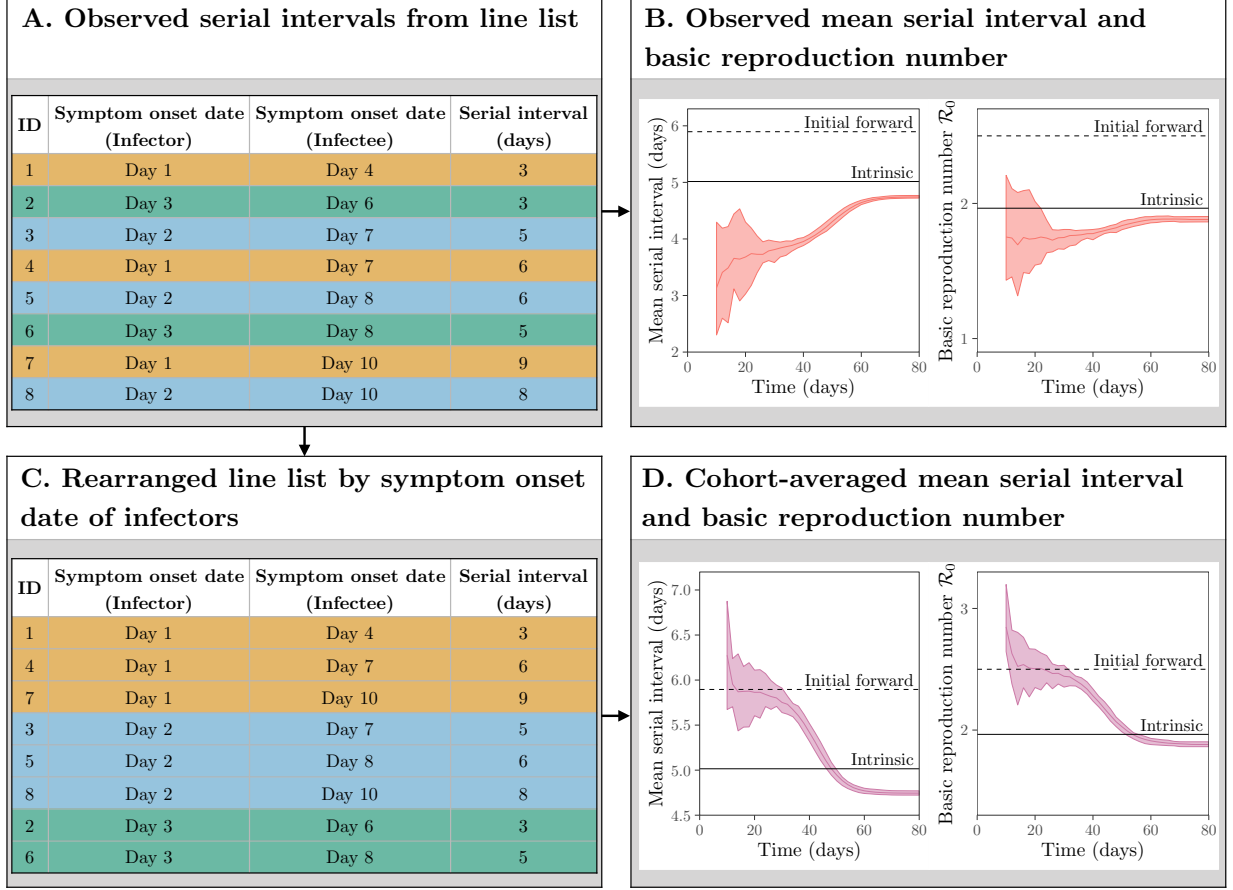 A. Observed serial intervals from line list
ID Symptom onset date (Infector) Symptom onset date (Infectee) Serial interval (days)
1 Day 1 Day 4 3
2 Day 3 Day 6 3
3 Day 2 Day 7 5
4 Day 1 Day 7 6
5 Day 2 Day 8 6
6 Day 3 Day 8 5
7 Day 1 Day 10 9
8 Day 2 Day 10 8
B. Observed mean serial interval and
basic reproduction number
Mean serial interval (days)
6
5
4
3
2
Initial forward
Intrinsic
0 20 40 60 80
Time (days)
Basic reproduction number R₀
2
1
Initial forward
Intrinsic
0 20 40 60 80
Time (days)
C. Rearranged line list by symptom onset
date of infectors
ID Symptom onset date (Infector) Symptom onset date (Infectee) Serial interval (days)
1 Day 1 Day 4 3
4 Day 1 Day 7 6
7 Day 1 Day 10 9
3 Day 2 Day 7 5
5 Day 2 Day 8 6
8 Day 2 Day 10 8
2 Day 3 Day 6 3
6 Day 3 Day 8 5
D. Cohort-averaged mean serial interval
and basic reproduction number
Mean serial interval (days)
7.0
6.5
6.0
5.5
5.0
4.5
Initial forward
Intrinsic
0 20 40 60 80
Time (days)
Basic reproduction number R₀
3
2
Initial forward
Intrinsic
0 20 40 60 80
Time (days)